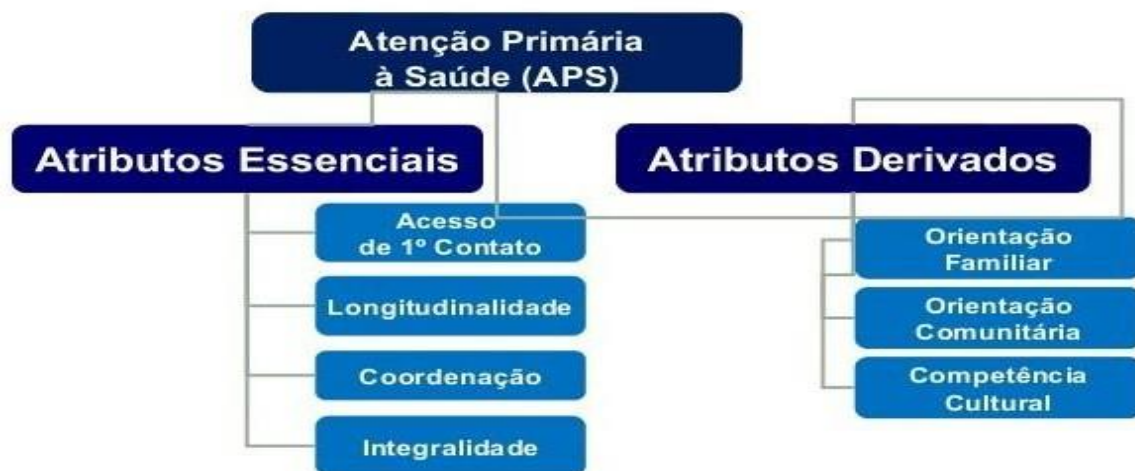 Atenção Primária
à Saúde (APS)
Atributos Essenciais
Acesso
de 1º Contato
Longitudinalidade
Coordenação
Integralidade
Atributos Derivados
Orientação
Familiar
Orientação
Comunitária
Competência
Cultural